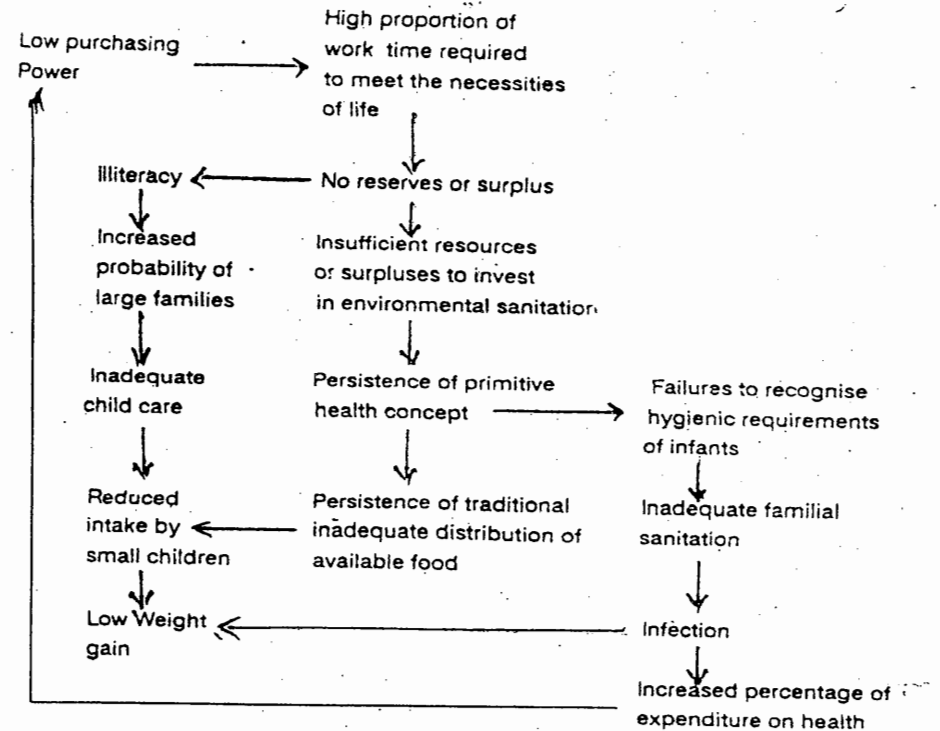 Low purchasing
Power
High proportion of
work time required
to meet the necessities
of life
Illiteracy
No reserves or surplus
Increased
probability of
large families
Insufficient resources
or surpluses to invest
in environmental sanitation
Inadequate
child care
Persistence of primitive
health concept
Failures to recognise
hygienic requirements
of infants
Reduced
intake by
small children
Persistence of traditional
inadequate distribution of
available food
Inadequate familial
sanitation
Low Weight
gain
Infection
Increased percentage of
expenditure on health